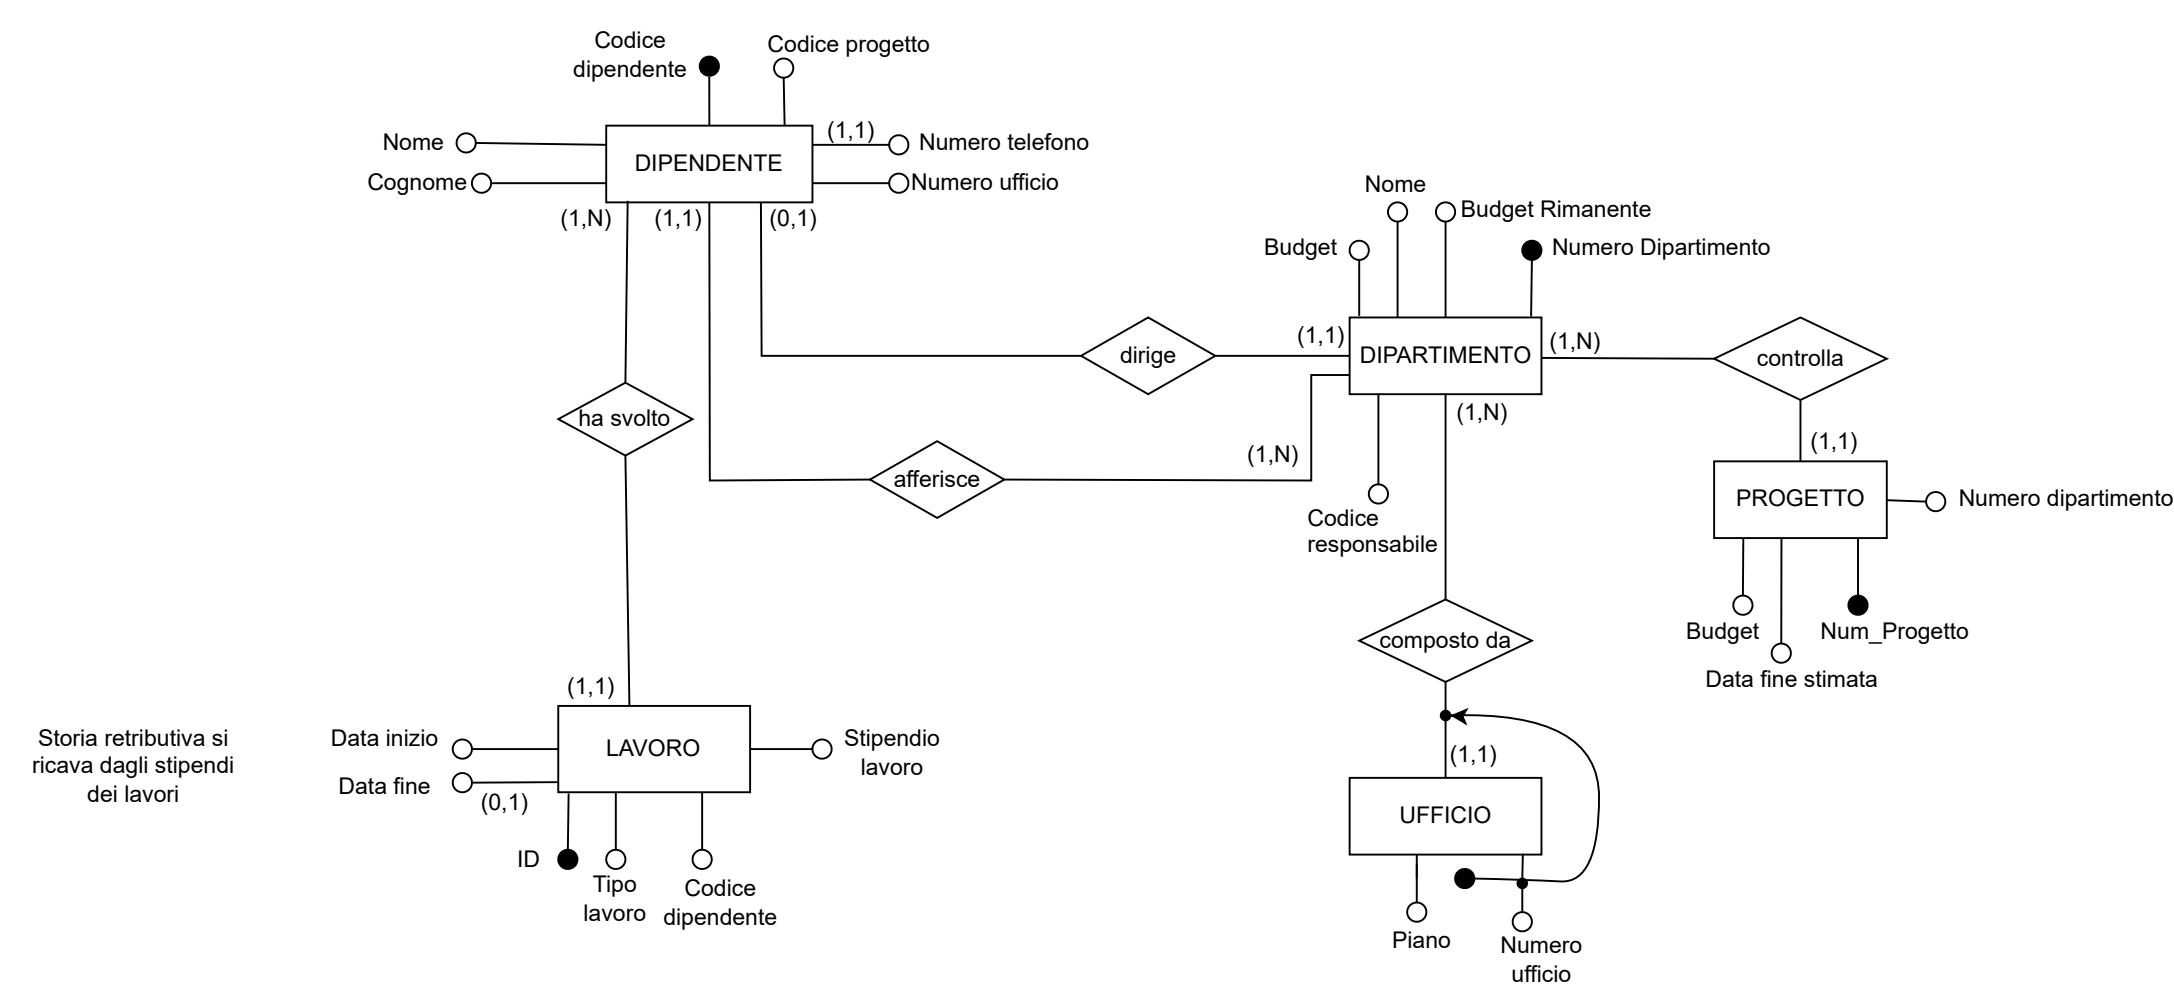 Codice
dipendente
Codice progetto
Nome
(1,1)
Numero telefono
DIPENDENTE
Cognome
Numero ufficio
(1,N)
(1,1)
(0,1)
Nome
Budget Rimanente
Budget
Numero Dipartimento
(1,1)
dirige
DIPARTIMENTO
(1,N)
controlla
ha svolto
(1,N)
(1,1)
(1,N)
afferisce
PROGETTO
Numero dipartimento
Codice
responsabile
composto da
Budget
Num_Progetto
Data fine stimata
(1,1)
Storia retributiva si
ricava dagli stipendi
dei lavori
Data inizio
LAVORO
Stipendio
lavoro
Data fine
(0,1)
(1,1)
UFFICIO
ID
Tipo
lavoro
Codice
dipendente
Piano
Numero
ufficio